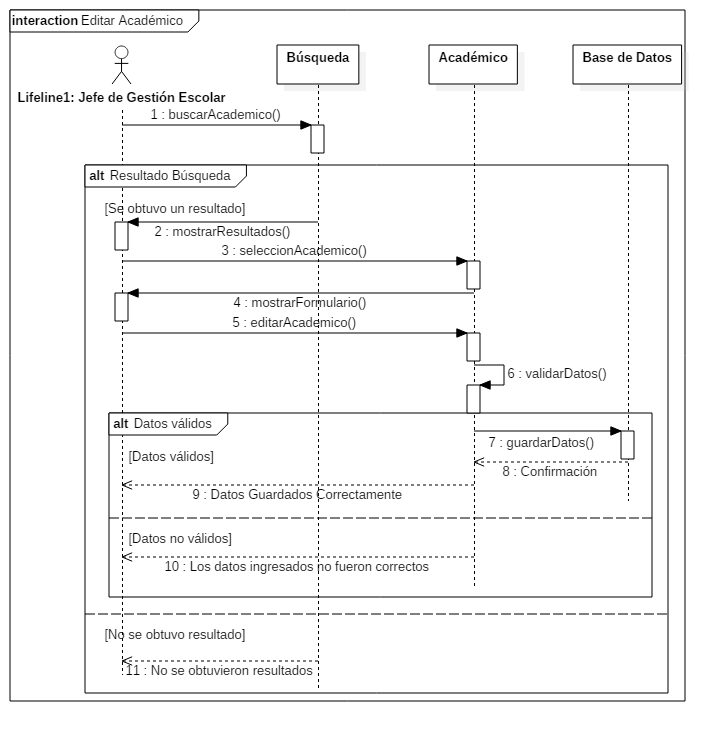 interaction Editar Académico
Búsqueda
Académico
Base de Datos
Lifeline1: Jefe de Gestión Escolar
1 : buscarAcademico()
alt Resultado Búsqueda
[Se obtuvo un resultado]
2 : mostrarResultados()
3 : seleccionAcademico()
4 : mostrarFormulario()
5 : editarAcademico()
6 : validarDatos()
alt Datos válidos
7 : guardarDatos()
[Datos válidos]
8 : Confirmación
9 : Datos Guardados Correctamente
[Datos no válidos]
10 : Los datos ingresados no fueron correctos
[No se obtuvo resultado]
11 : No se obtuvieron resultados